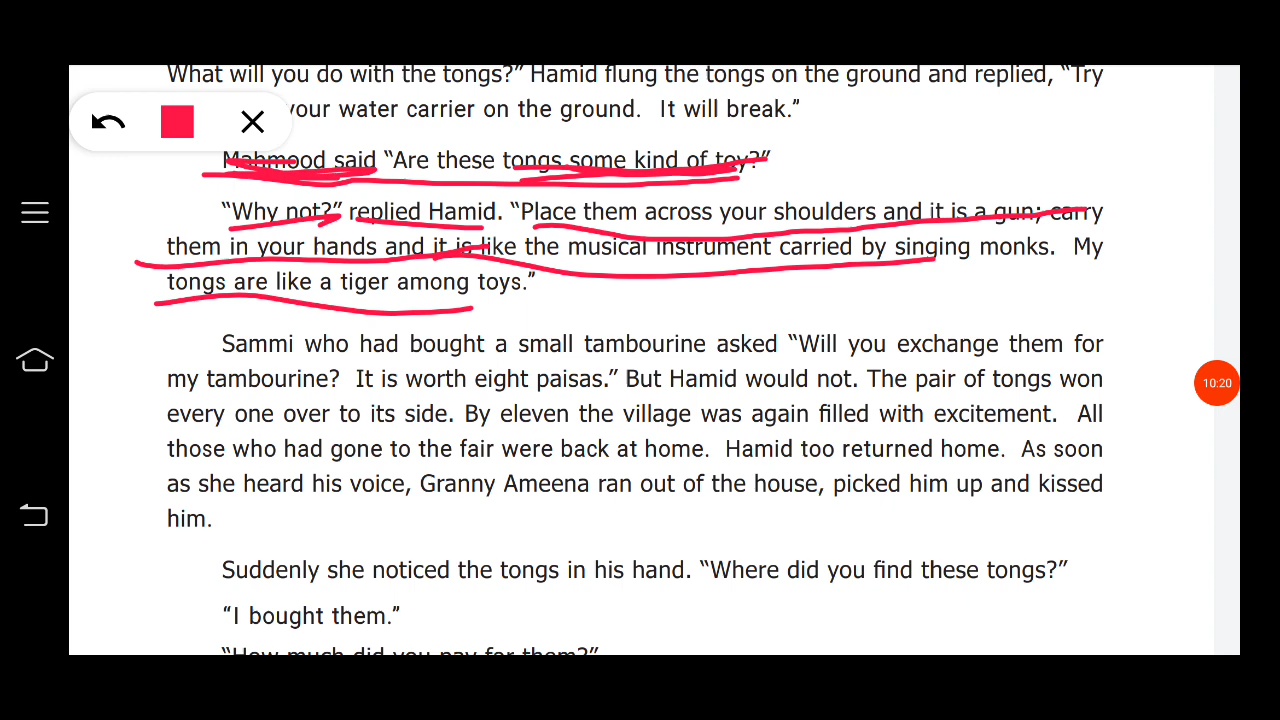 What will you do with the tongs?” Hamid flung the tongs on the ground and replied, “Try
your water carrier on the ground. It will break.”
Mahmood said “Are these tongs some kind of toy?”
“Why not?” replied Hamid. “Place them across your shoulders and it is a gun; carry
them in your hands and it is like the musical instrument carried by singing monks. My
tongs are like a tiger among toys.”
Sammi who had bought a small tambourine asked “Will you exchange them for
my tambourine? It is worth eight paisas.” But Hamid would not. The pair of tongs won
every one over to its side. By eleven the village was again filled with excitement. All
those who had gone to the fair were back at home. Hamid too returned home. As soon
as she heard his voice, Granny Ameena ran out of the house, picked him up and kissed
him.
Suddenly she noticed the tongs in his hand. “Where did you find these tongs?”
“I bought them.”
“How much did you pay for them?”
10:20